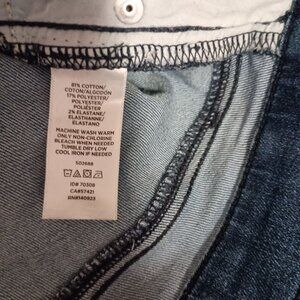 81% COTTON/
COTON/ALGODÓN
17% POLYESTER/
POLYESTER/
POLIÉSTER
2% ELASTANE/
ÉLASTHANNE/
ELASTANO
MACHINE WASH WARM
ONLY NON-CHLORINE
BLEACH WHEN NEEDED
TUMBLE DRY LOW
COOL IRON IF NEEDED
502688
ID# 70308
CA#57421
RN#140923